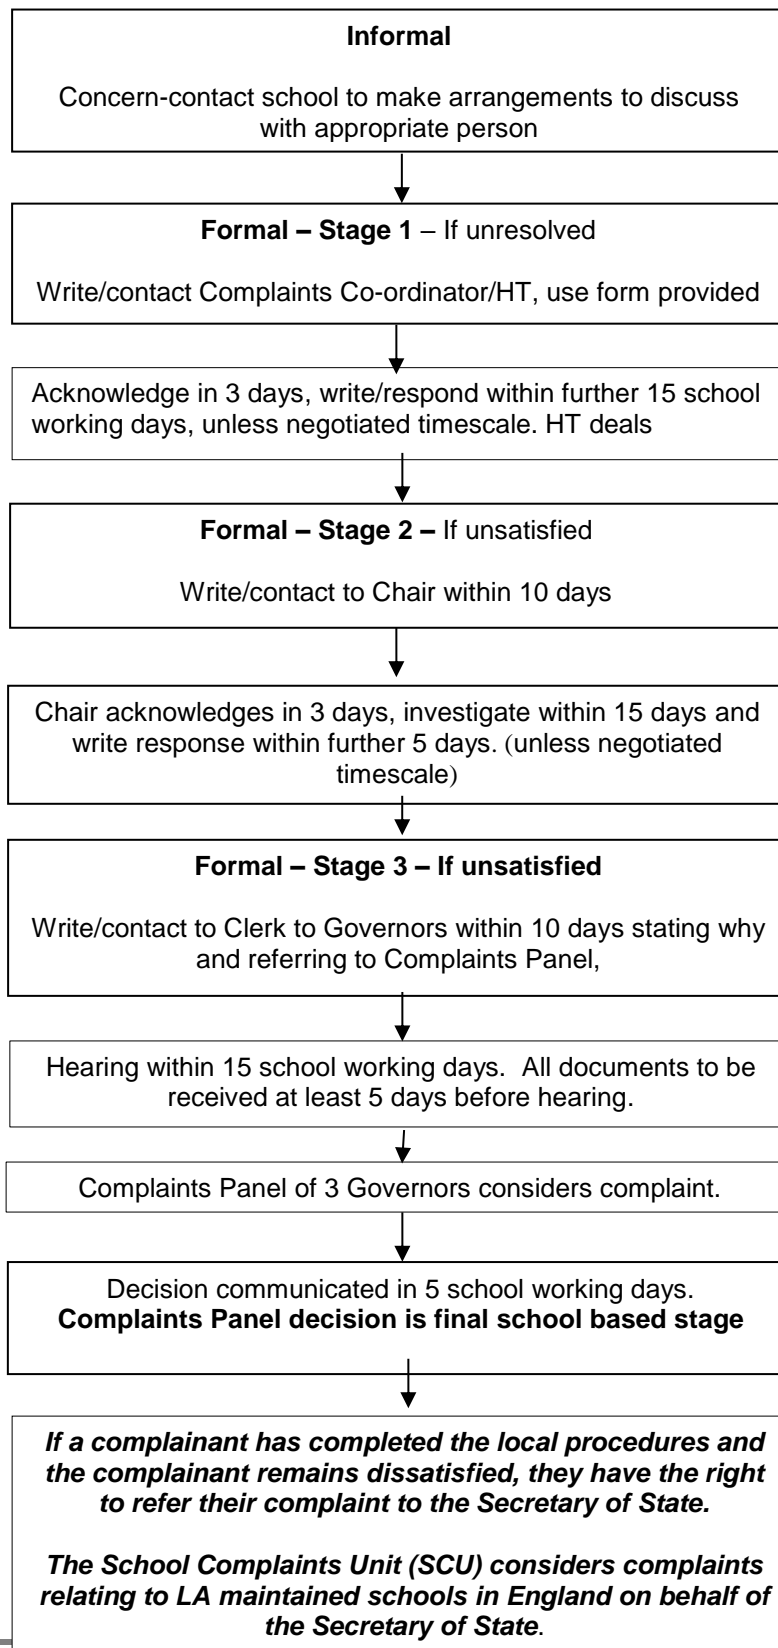 Informal
Concern-contact school to make arrangements to discuss
with appropriate person
Formal – Stage 1 – If unresolved
Write/contact Complaints Co-ordinator/HT, use form provided
Acknowledge in 3 days, write/respond within further 15 school
working days, unless negotiated timescale. HT deals
Formal – Stage 2 – If unsatisfied
Write/contact to Chair within 10 days
Chair acknowledges in 3 days, investigate within 15 days and
write response within further 5 days. (unless negotiated
timescale)
Formal – Stage 3 – If unsatisfied
Write/contact to Clerk to Governors within 10 days stating why
and referring to Complaints Panel,
Hearing within 15 school working days.  All documents to be
received at least 5 days before hearing.
Complaints Panel of 3 Governors considers complaint.
Decision communicated in 5 school working days.
Complaints Panel decision is final school based stage
If a complainant has completed the local procedures and
the complainant remains dissatisfied, they have the right
to refer their complaint to the Secretary of State.
The School Complaints Unit (SCU) considers complaints
relating to LA maintained schools in England on behalf of
the Secretary of State.